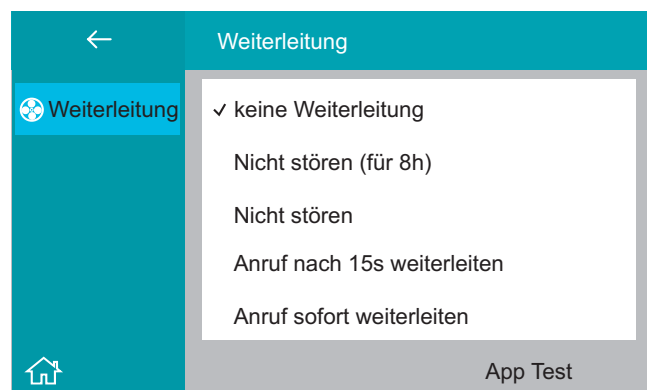 Weiterleitung
Weiterleitung
keine Weiterleitung
Nicht stören (für 8h)
Nicht stören
Anruf nach 15s weiterleiten
Anruf sofort weiterleiten
App Test